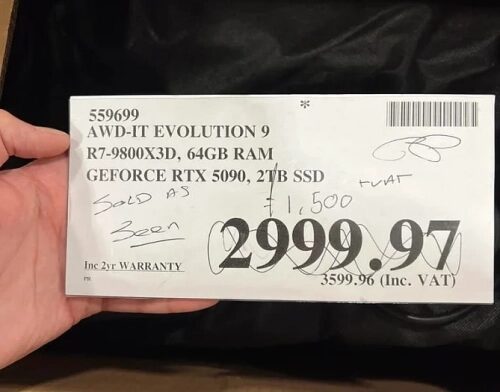 559699
*
AWD-IT EVOLUTION 9
R7-9800X3D, 64GB RAM
GEFORCE RTX 5090, 2TB SSD
SOLD AS
Seen
£1,500
+VAT
2999.97
Inc 2yr WARRANTY
3599.96 (Inc. VAT)